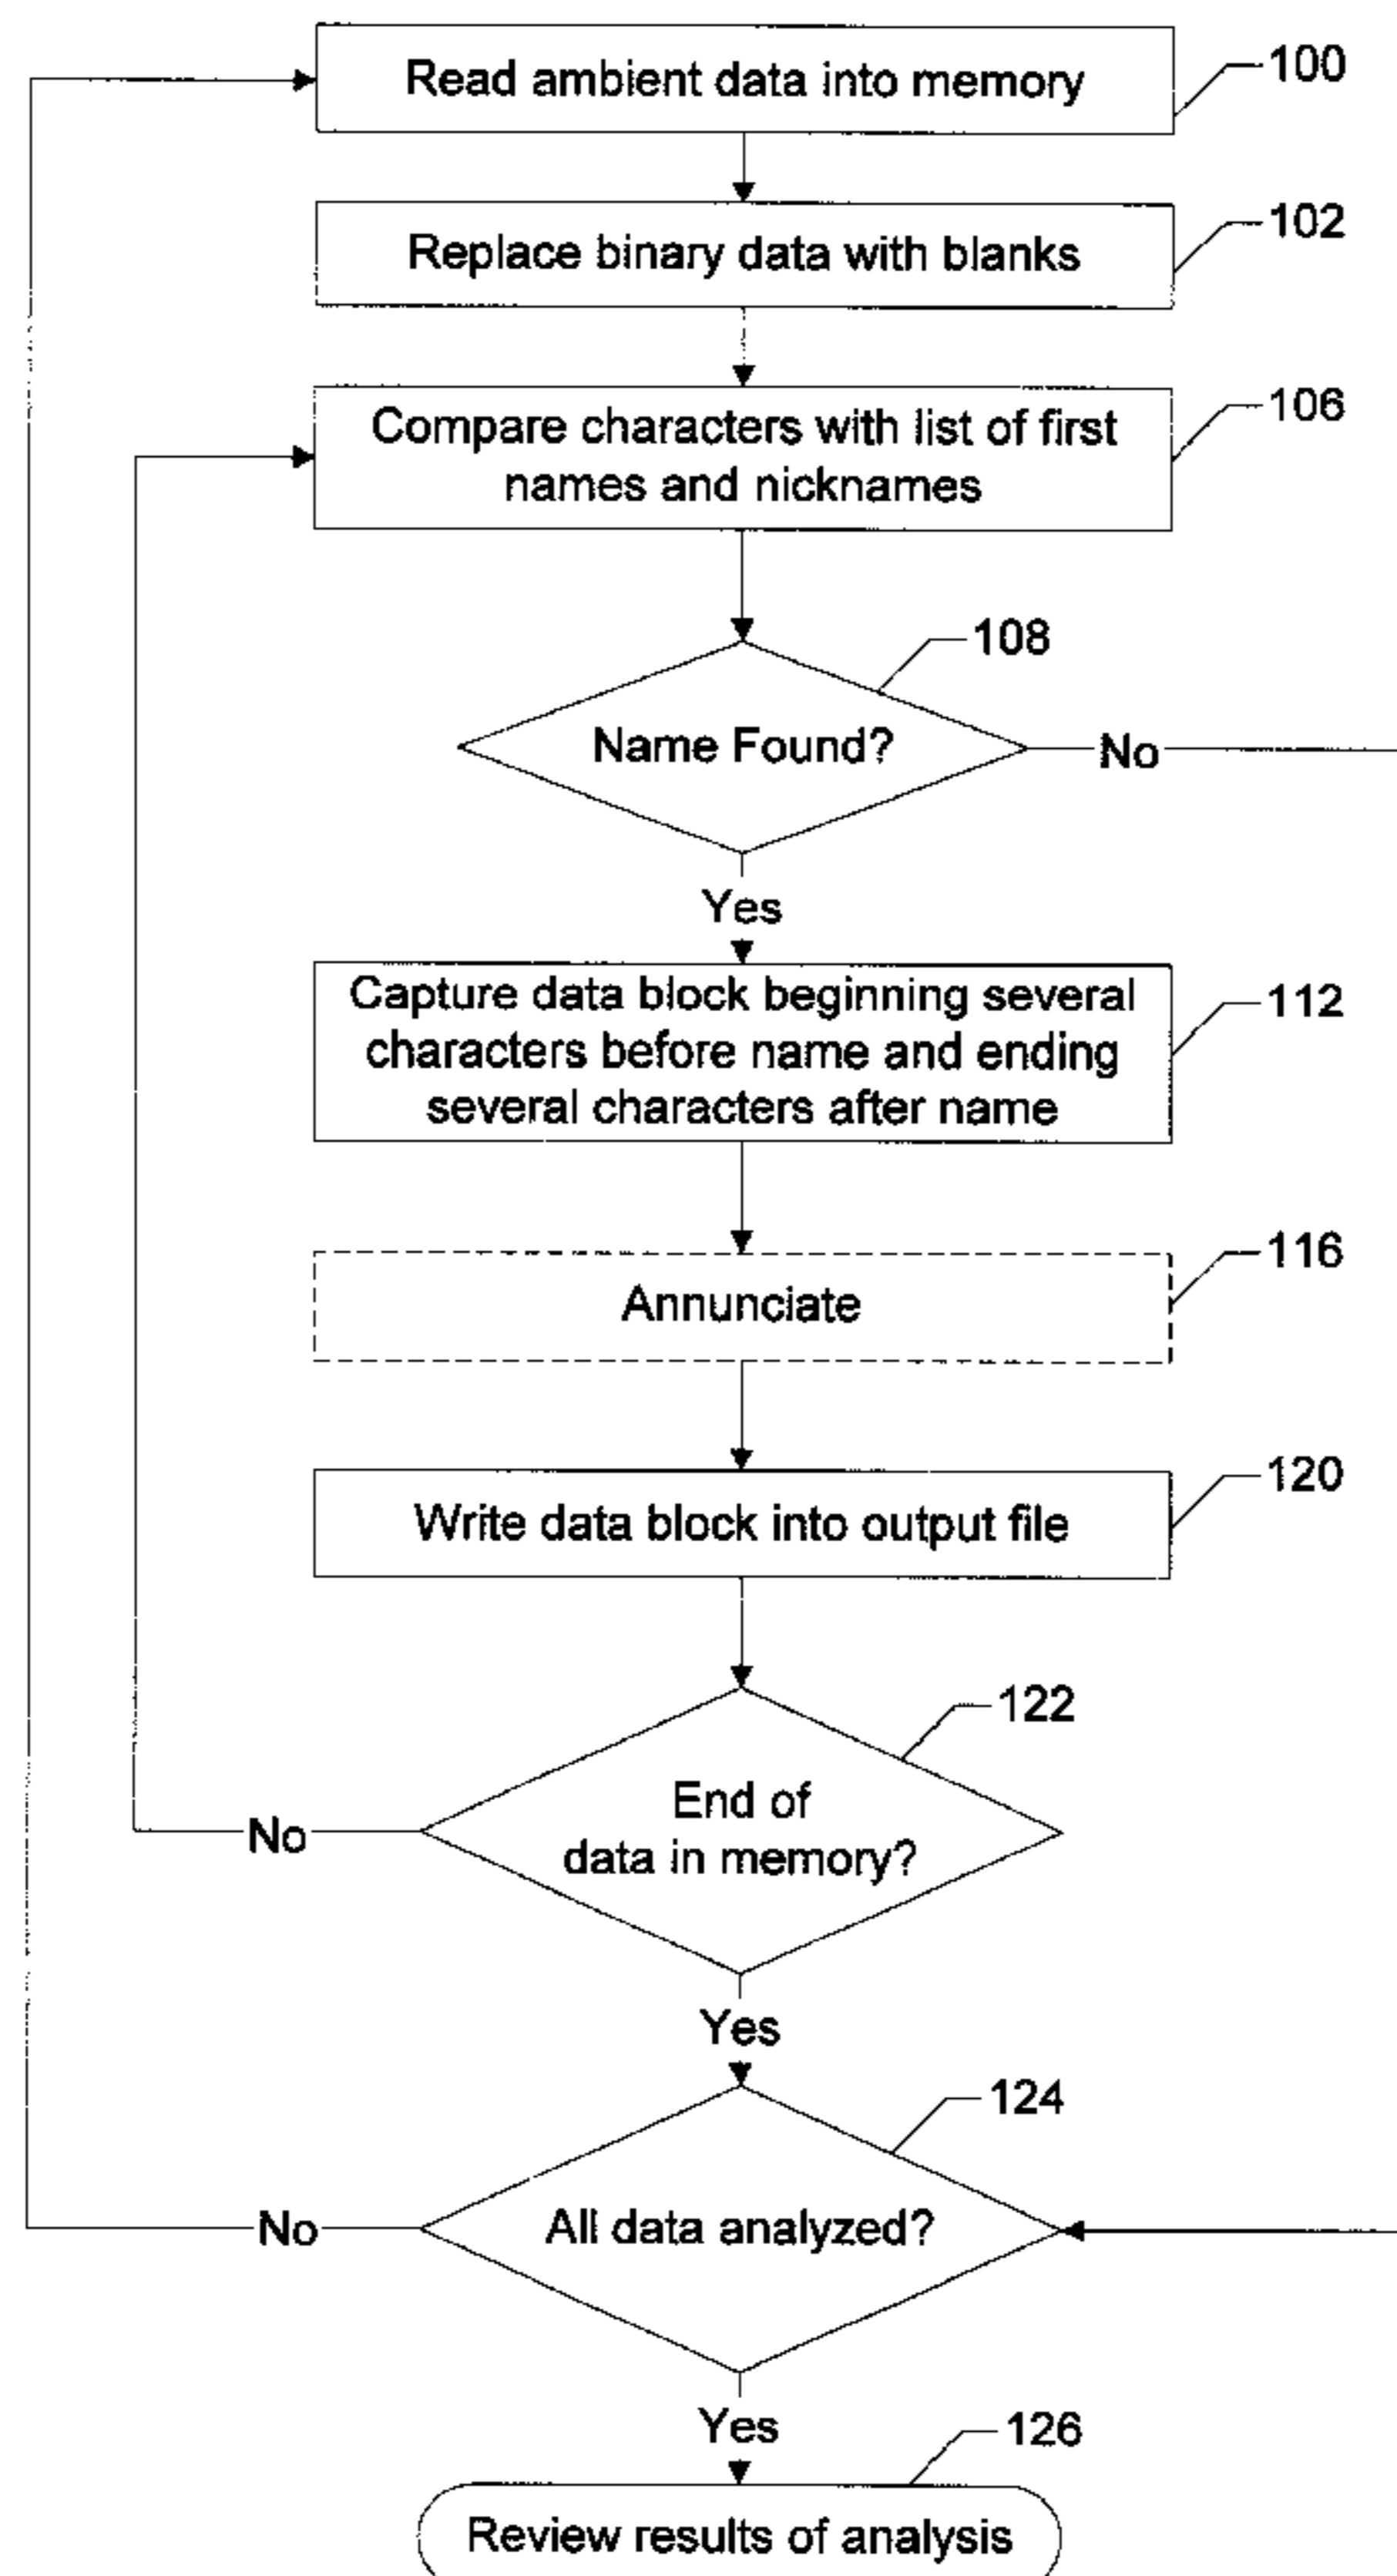 Read ambient data into memory
100
Replace binary data with blanks
102
Compare characters with list of first
names and nicknames
106
108
Name Found?
No
Yes
Capture data block beginning several
characters before name and ending
several characters after name
112
Annunciate
116
Write data block into output file
120
122
End of
data in memory?
No
Yes
124
All data analyzed?
No
Yes
126
Review results of analysis